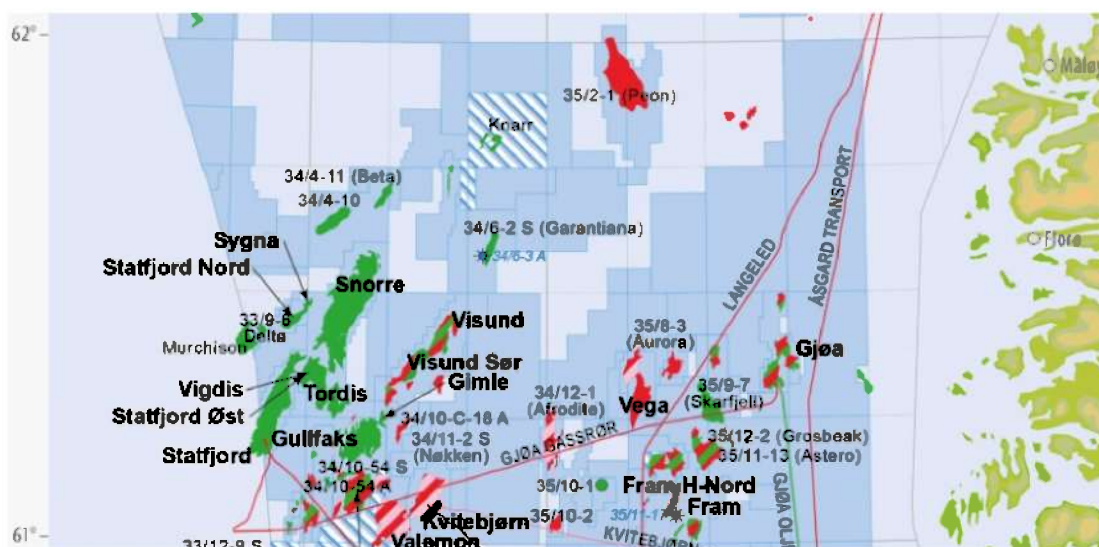 62°
Måløy
35/2-1 (Peon)
Knarr
34/4-11 (Beta)
34/4-10
34/6-2 S (Garantiana)
34/6-3 A
Florø
Sygna
Statfjord Nord
Snorre
LANGELED
ÅSGARD TRANSPORT
33/9-6
Delta
Visund
35/8-3
(Aurora)
Murchison
Gjøa
Visund Sør
Gimle
Vigdis
Tordis
34/12-1
(Afrodite)
35/9-7
(Skarfjell)
Statfjord Øst
Vega
34/10-C-18 A
Gullfaks
34/11-2 S
(Nøkken)
GJØA GASSRØR
35/12-2 (Grosbeak)
35/11-13 (Astero)
Statfjord
34/10-54 S
34/10-54 A
35/10-1
Fram H-Nord
Fram
GJØA OLJE
Kvitebjørn
35/10-2
35/11-17
KVITEBJØRN
61°
Valemon
33/12-9 S